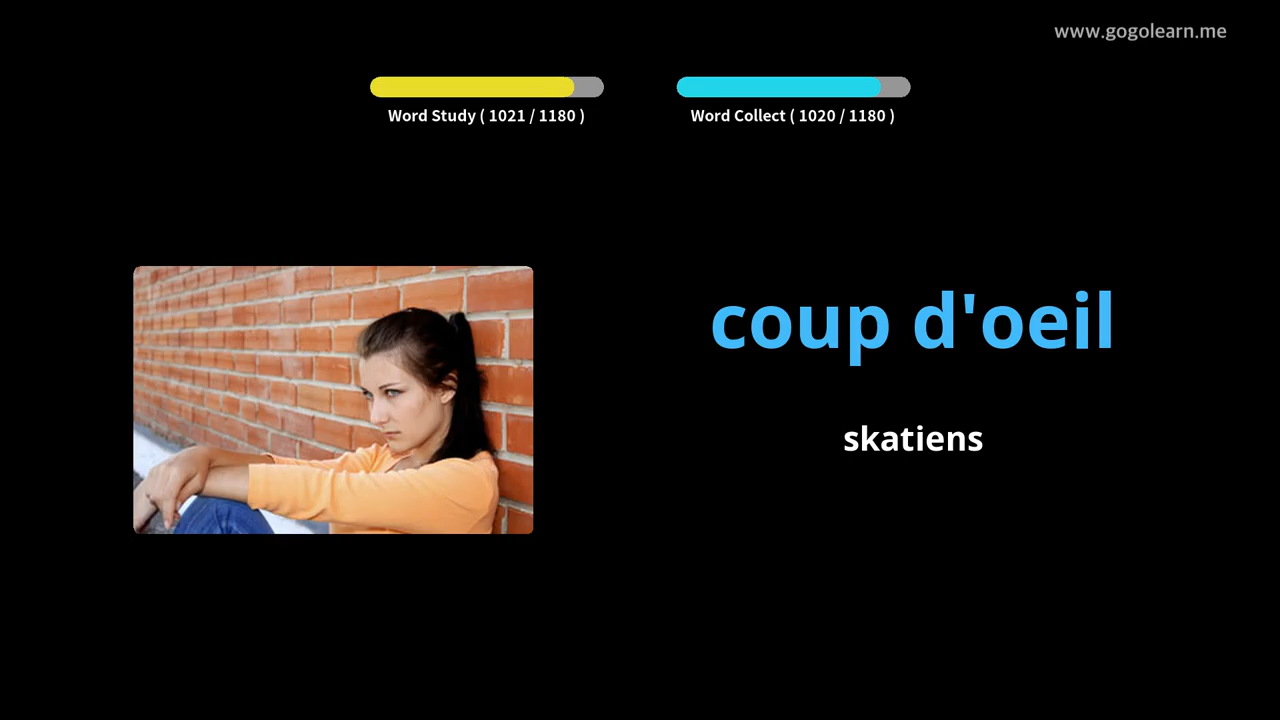 www.gogolearn.me
Word Study ( 1021 / 1180 )
Word Collect ( 1020 / 1180 )
coup d'oeil
skatiens